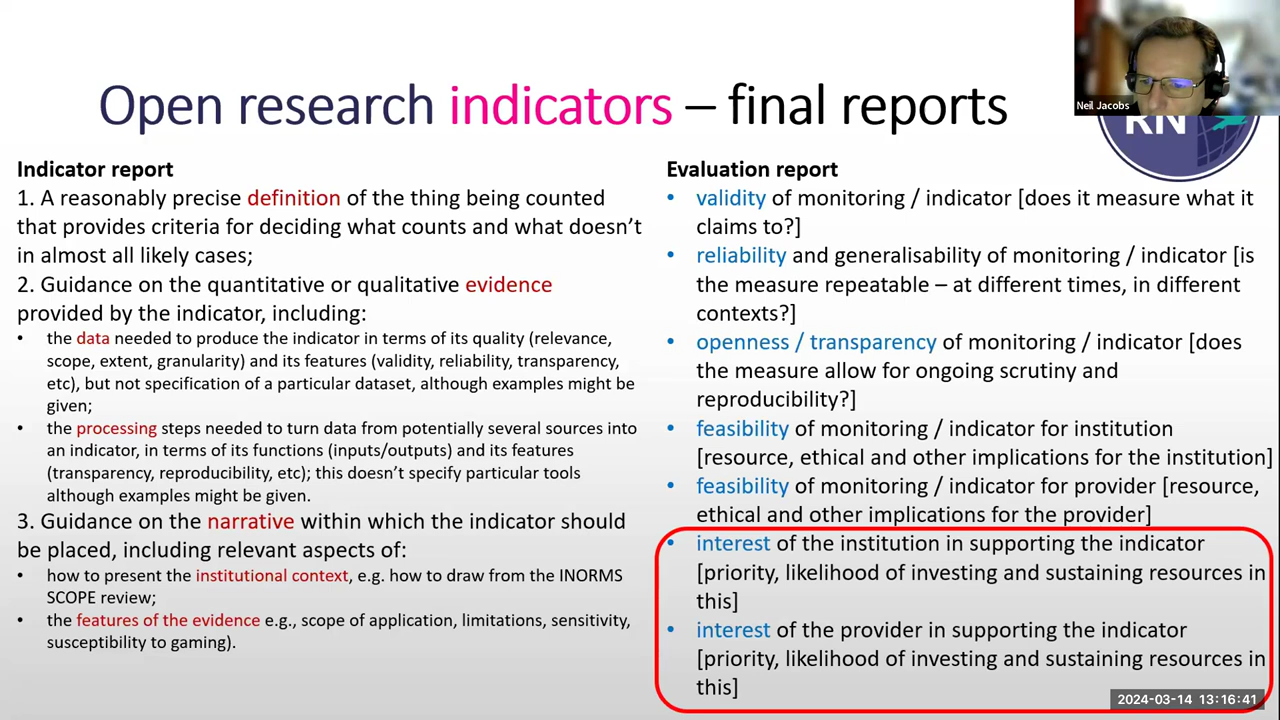 Open research indicators – final reports
Neil Jacobs
RN
Indicator report
1. A reasonably precise definition of the thing being counted
that provides criteria for deciding what counts and what doesn't
in almost all likely cases;
2. Guidance on the quantitative or qualitative evidence
provided by the indicator, including:
• the data needed to produce the indicator in terms of its quality (relevance,
scope, extent, granularity) and its features (validity, reliability, transparency,
etc), but not specification of a particular dataset, although examples might be
given;
• the processing steps needed to turn data from potentially several sources into
an indicator, in terms of its functions (inputs/outputs) and its features
(transparency, reproducibility, etc); this doesn't specify particular tools
although examples might be given.
3. Guidance on the narrative within which the indicator should
be placed, including relevant aspects of:
• how to present the institutional context, e.g. how to draw from the INORMS
SCOPE review;
• the features of the evidence e.g., scope of application, limitations, sensitivity,
susceptibility to gaming).
Evaluation report
• validity of monitoring / indicator [does it measure what it
claims to?]
• reliability and generalisability of monitoring / indicator [is
the measure repeatable – at different times, in different
contexts?]
• openness / transparency of monitoring / indicator [does
the measure allow for ongoing scrutiny and
reproducibility?]
• feasibility of monitoring / indicator for institution
[resource, ethical and other implications for the institution]
• feasibility of monitoring / indicator for provider [resource,
ethical and other implications for the provider]
• interest of the institution in supporting the indicator
[priority, likelihood of investing and sustaining resources in
this]
• interest of the provider in supporting the indicator
[priority, likelihood of investing and sustaining resources in
this]
2024-03-14 13:16:41